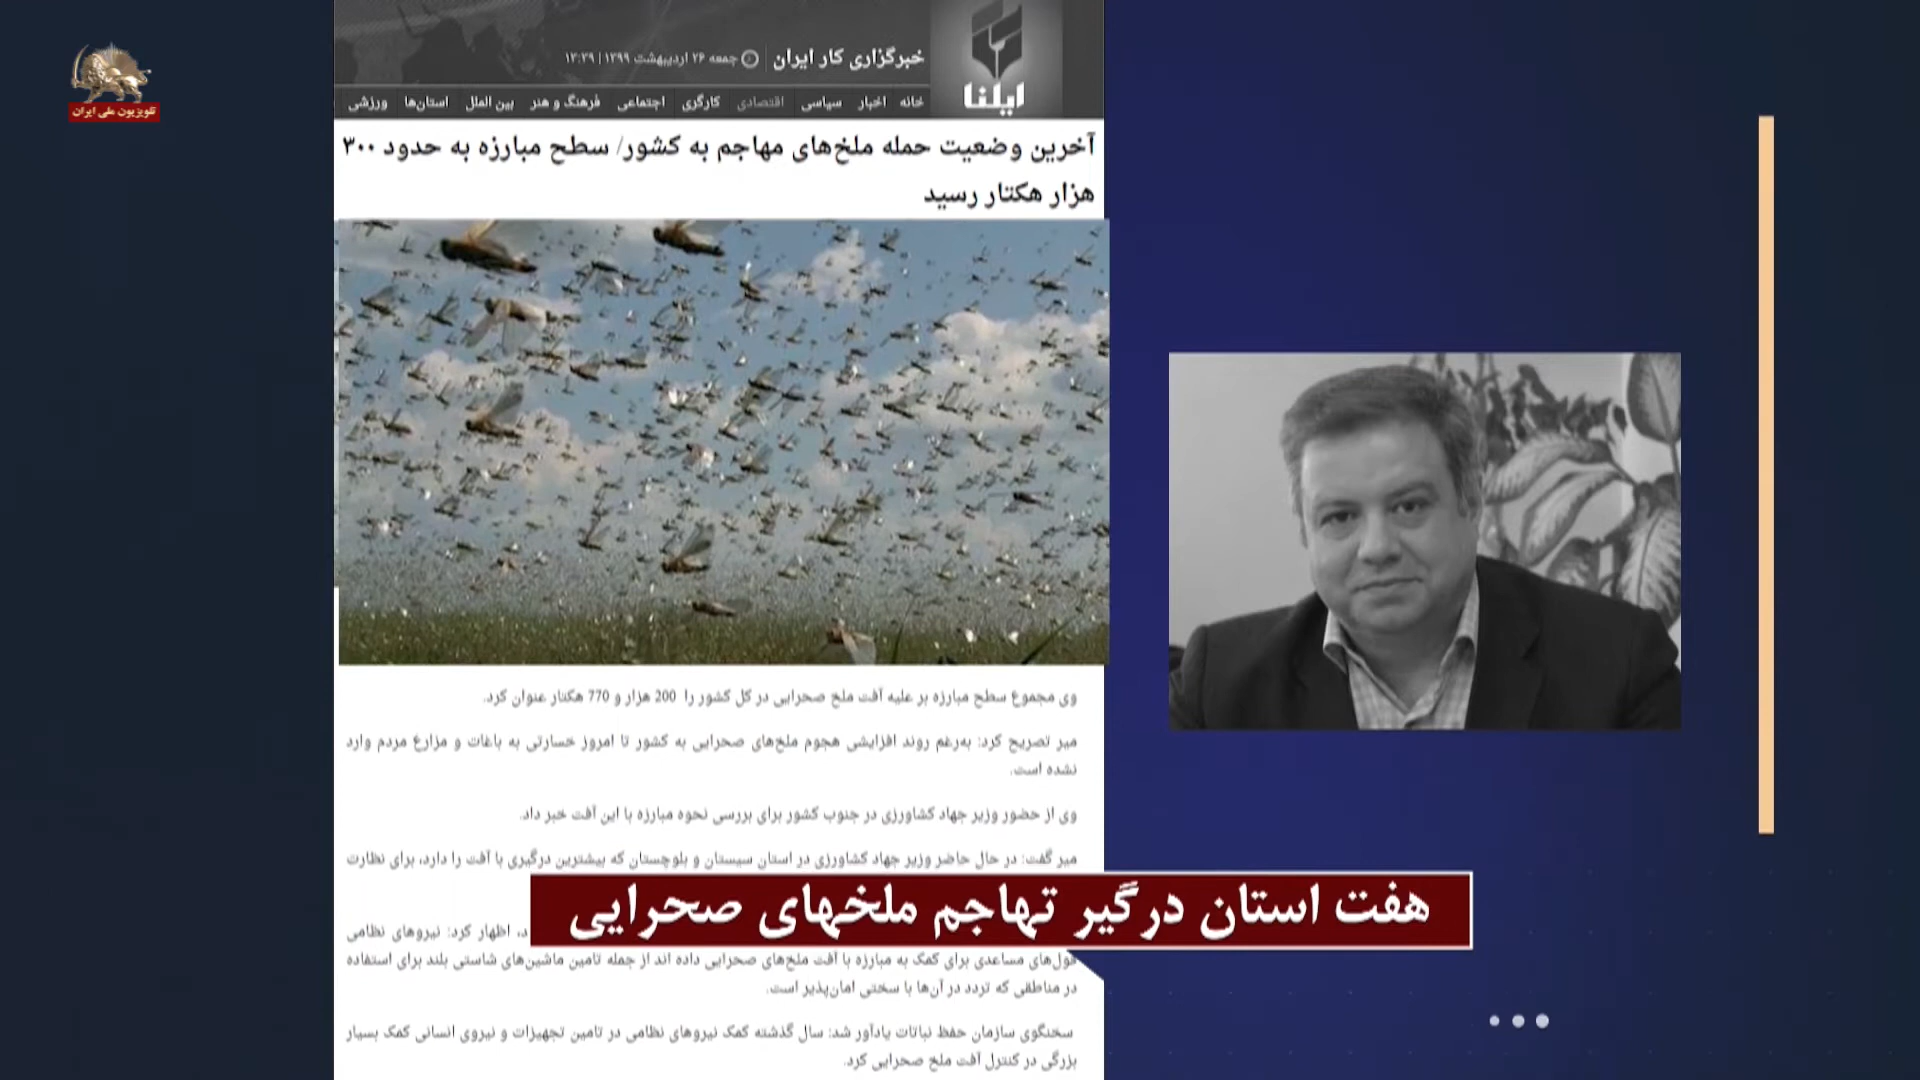 تلویزیون ملی ایران
خبرگزاری کار ایران
جمعه ۲۶ اردیبهشت ۱۳۹۹ | ۱۳:۳۹
ایلنا
خانه اخبار سیاسی اقتصادی کارگری اجتماعی فرهنگ و هنر بین الملل استان‌ها ورزشی
آخرین وضعیت حمله ملخ‌های مهاجم به کشور/ سطح مبارزه به حدود ۳۰۰
هزار هکتار رسید
وی مجموع سطح مبارزه بر علیه آفت ملخ صحرایی در کل کشور را 200 هزار و 770 هکتار عنوان کرد.
میر تصریح کرد: به‌رغم روند افزایشی هجوم ملخ‌های صحرایی به کشور تا امروز خسارتی به باغات و مزارع مردم وارد
نشده است.
وی از حضور وزیر جهاد کشاورزی در جنوب کشور برای بررسی نحوه مبارزه با این آفت خبر داد.
میر گفت: در حال حاضر وزیر جهاد کشاورزی در استان سیستان و بلوچستان که بیشترین درگیری با آفت را دارد، برای نظارت
هفت استان درگیر تهاجم ملخهای صحرایی
اظهار کرد: نیروهای نظامی
قول‌های مساعدی برای کمک به مبارزه با آفت ملخ‌های صحرایی داده اند از جمله تامین ماشین‌های شاستی بلند برای استفاده
در مناطقی که تردد در آن‌ها با سختی امان‌پذیر است.
سخنگوی سازمان حفظ نباتات یادآور شد: سال گذشته کمک نیروهای نظامی در تامین تجهیزات و نیروی انسانی کمک بسیار
بزرگی در کنترل آفت ملخ صحرایی کرد.